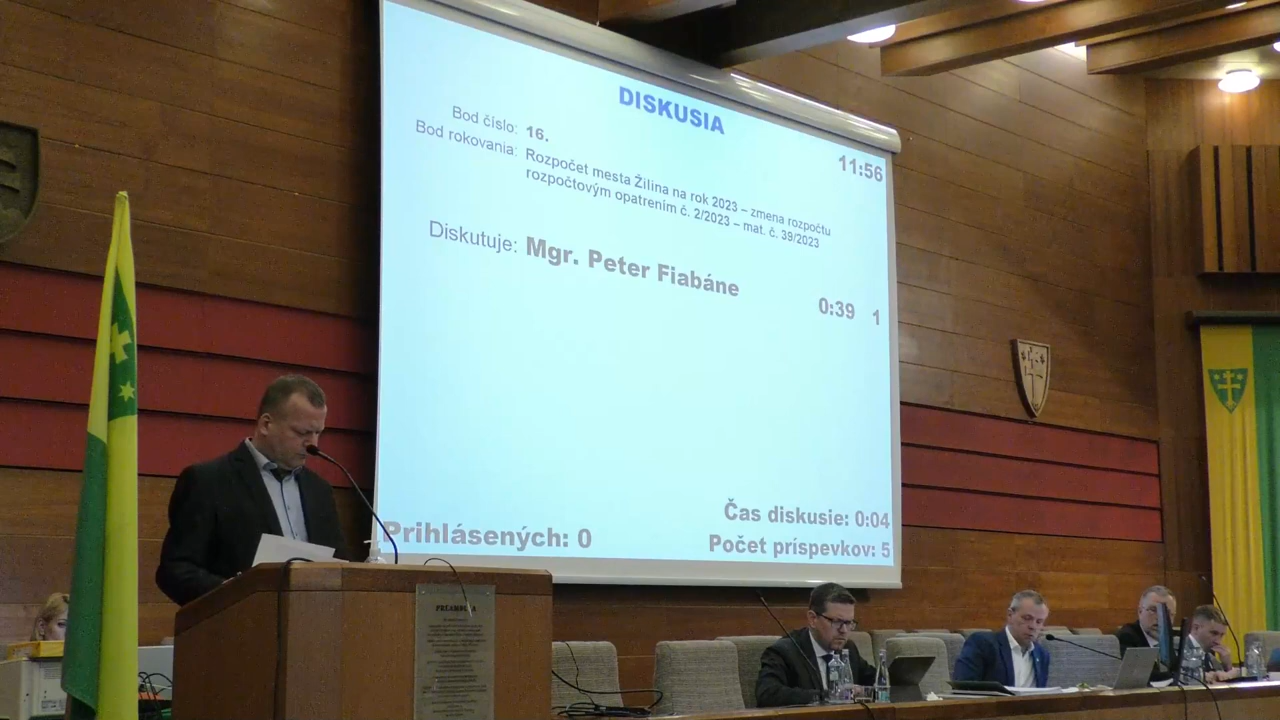 DISKUSIA
Bod číslo: 16.
11:56
Bod rokovania: Rozpočet mesta Žilina na rok 2023 – zmena rozpočtu
rozpočtovým opatrením č. 2/2023 – mat. č. 39/2023
Diskutuje: Mgr. Peter Fiabáne
0:39 1
Čas diskusie: 0:04
Prihlásených: 0
Počet príspevkov: 5
PREAMBULA